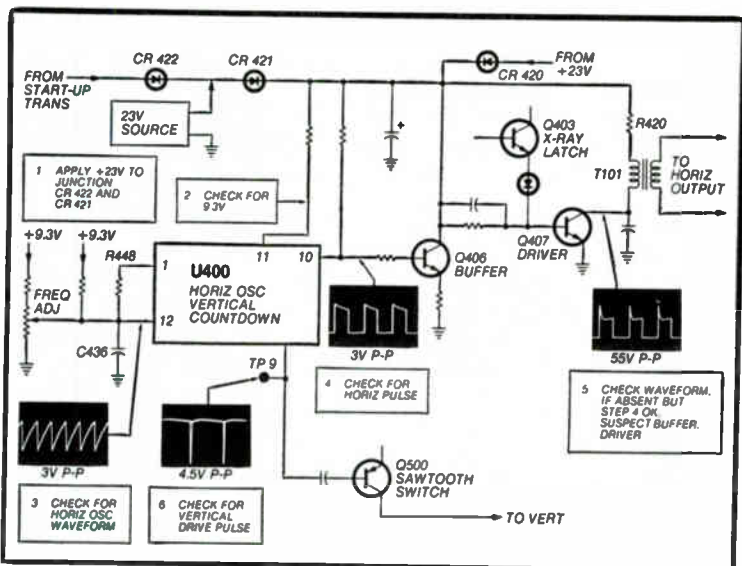 CR 422
CR 421
FROM
+23V
CR 420
FROM
START-UP
TRANS
23V
SOURCE
Q403
X-RAY
LATCH
R420
T101
TO
HORIZ
OUTPUT
1 APPLY +23V TO
JUNCTION
CR 422 AND
CR 421
2 CHECK FOR
9.3V
+9.3V
+9.3V
R448
FREQ
ADJ
C436
1
11
10
12
U400
HORIZ OSC
VERTICAL
COUNTDOWN
Q406
BUFFER
Q407
DRIVER
3V P-P
55V P-P
TP 9
4 CHECK FOR
HORIZ PULSE
5 CHECK WAVEFORM.
IF ABSENT BUT
STEP 4 OK,
SUSPECT BUFFER.
DRIVER
3V P-P
4.5V P-P
3 CHECK FOR
HORIZ OSC
WAVEFORM
6 CHECK FOR
VERTICAL
DRIVE PULSE
Q500
SAWTOOTH
SWITCH
TO VERT